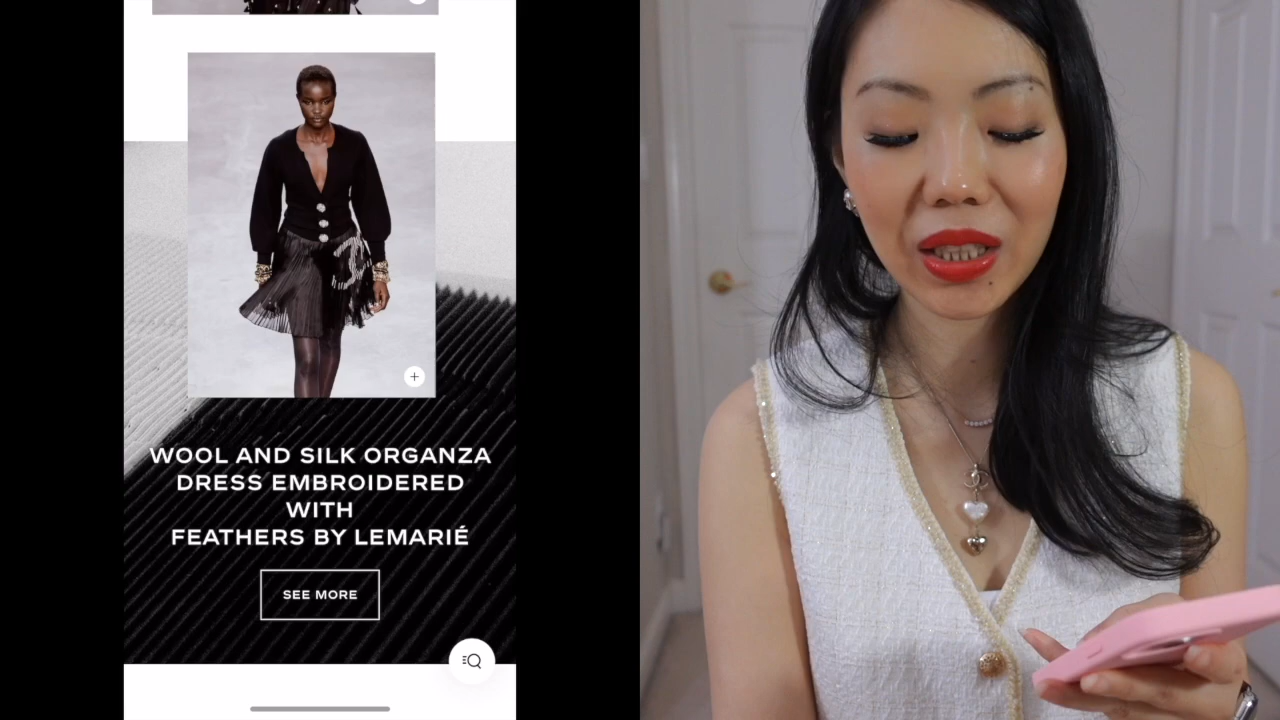 WOOL AND SILK ORGANZA
DRESS EMBROIDERED
WITH
FEATHERS BY LEMARIÉ
SEE MORE